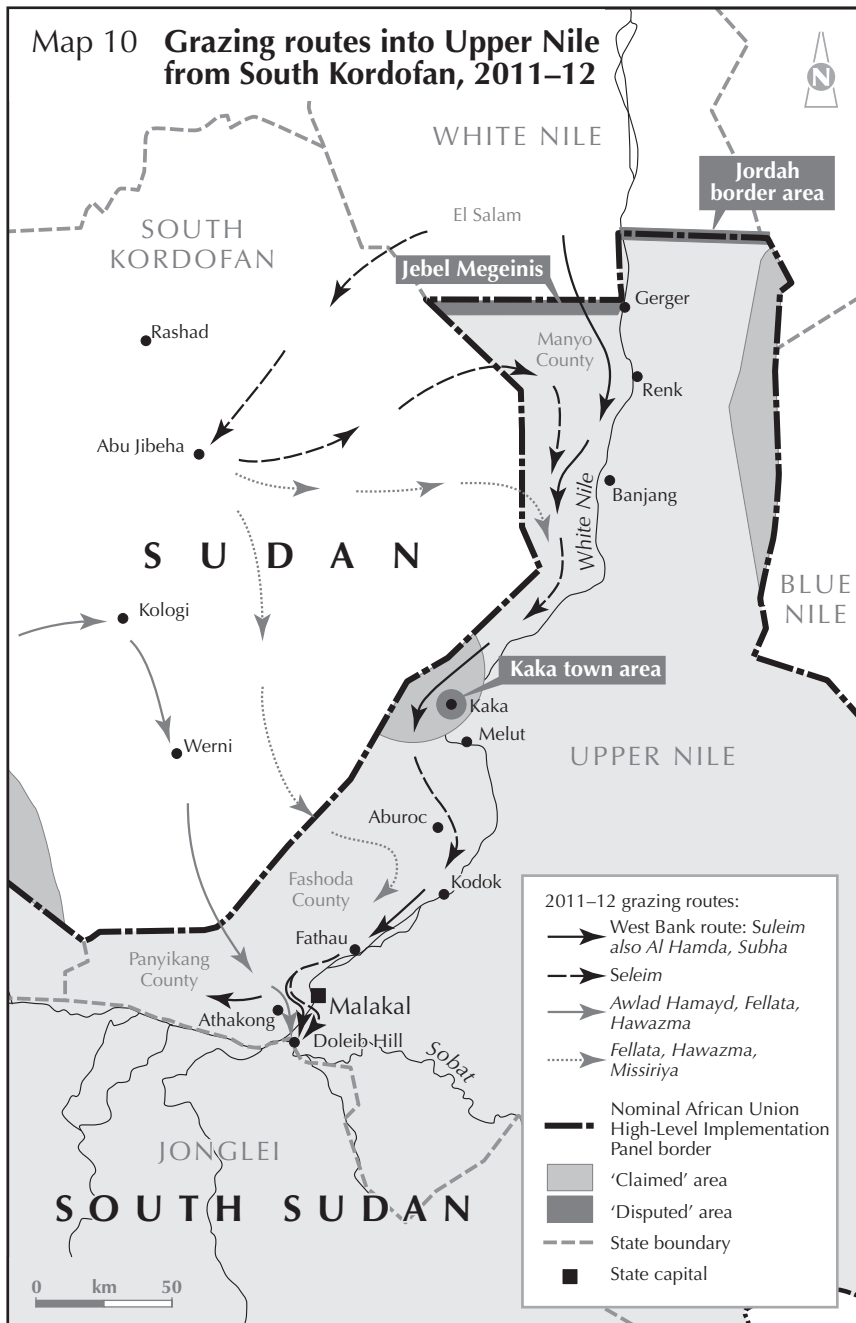 Map 10 Grazing routes into Upper Nile
from South Kordofan, 2011–12
N
WHITE NILE
Jordah
border area
El Salam
SOUTH
KORDOFAN
Jebel Megeinis
Gerger
Rashad
Manyo
County
Renk
Abu Jibeha
Banjang
White Nile
SUDAN
BLUE
NILE
Kologi
Kaka town area
Kaka
Melut
Werni
UPPER NILE
Aburoc
Fashoda
County
Kodok
Fathau
Panyikang
County
Malakal
Athakong
Doleib Hill
Sobat
JONGLEI
SOUTH SUDAN
0 km 50
2011–12 grazing routes:
West Bank route: Suleim
also Al Hamda, Subha
Seleim
Awlad Hamayd, Fellata,
Hawazma
Fellata, Hawazma,
Missiriya
Nominal African Union
High-Level Implementation
Panel border
‘Claimed’ area
‘Disputed’ area
State boundary
State capital